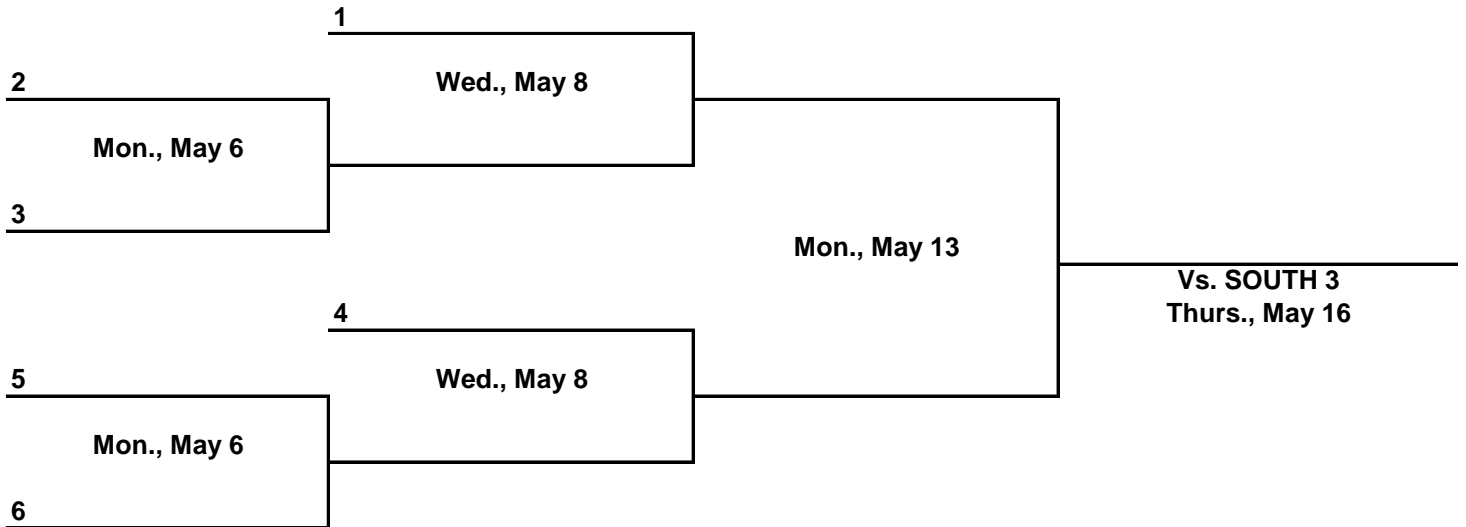 1
2
Wed., May 8
Mon., May 6
3
Mon., May 13
Vs. SOUTH 3
Thurs., May 16
4
5
Wed., May 8
Mon., May 6
6